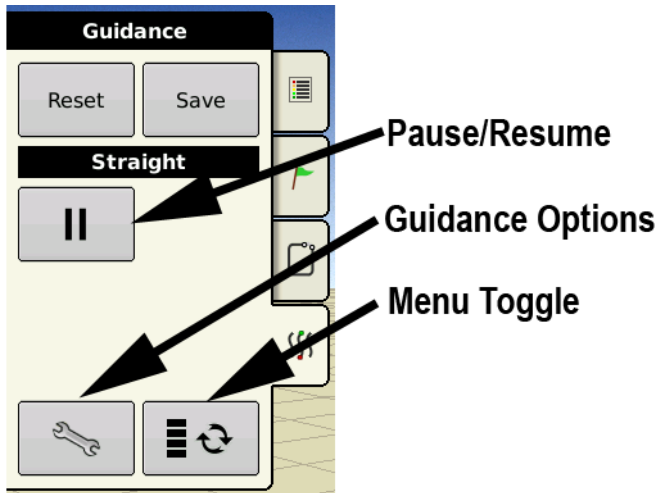 Guidance
Reset Save
Straight
Pause/Resume
Guidance Options
Menu Toggle